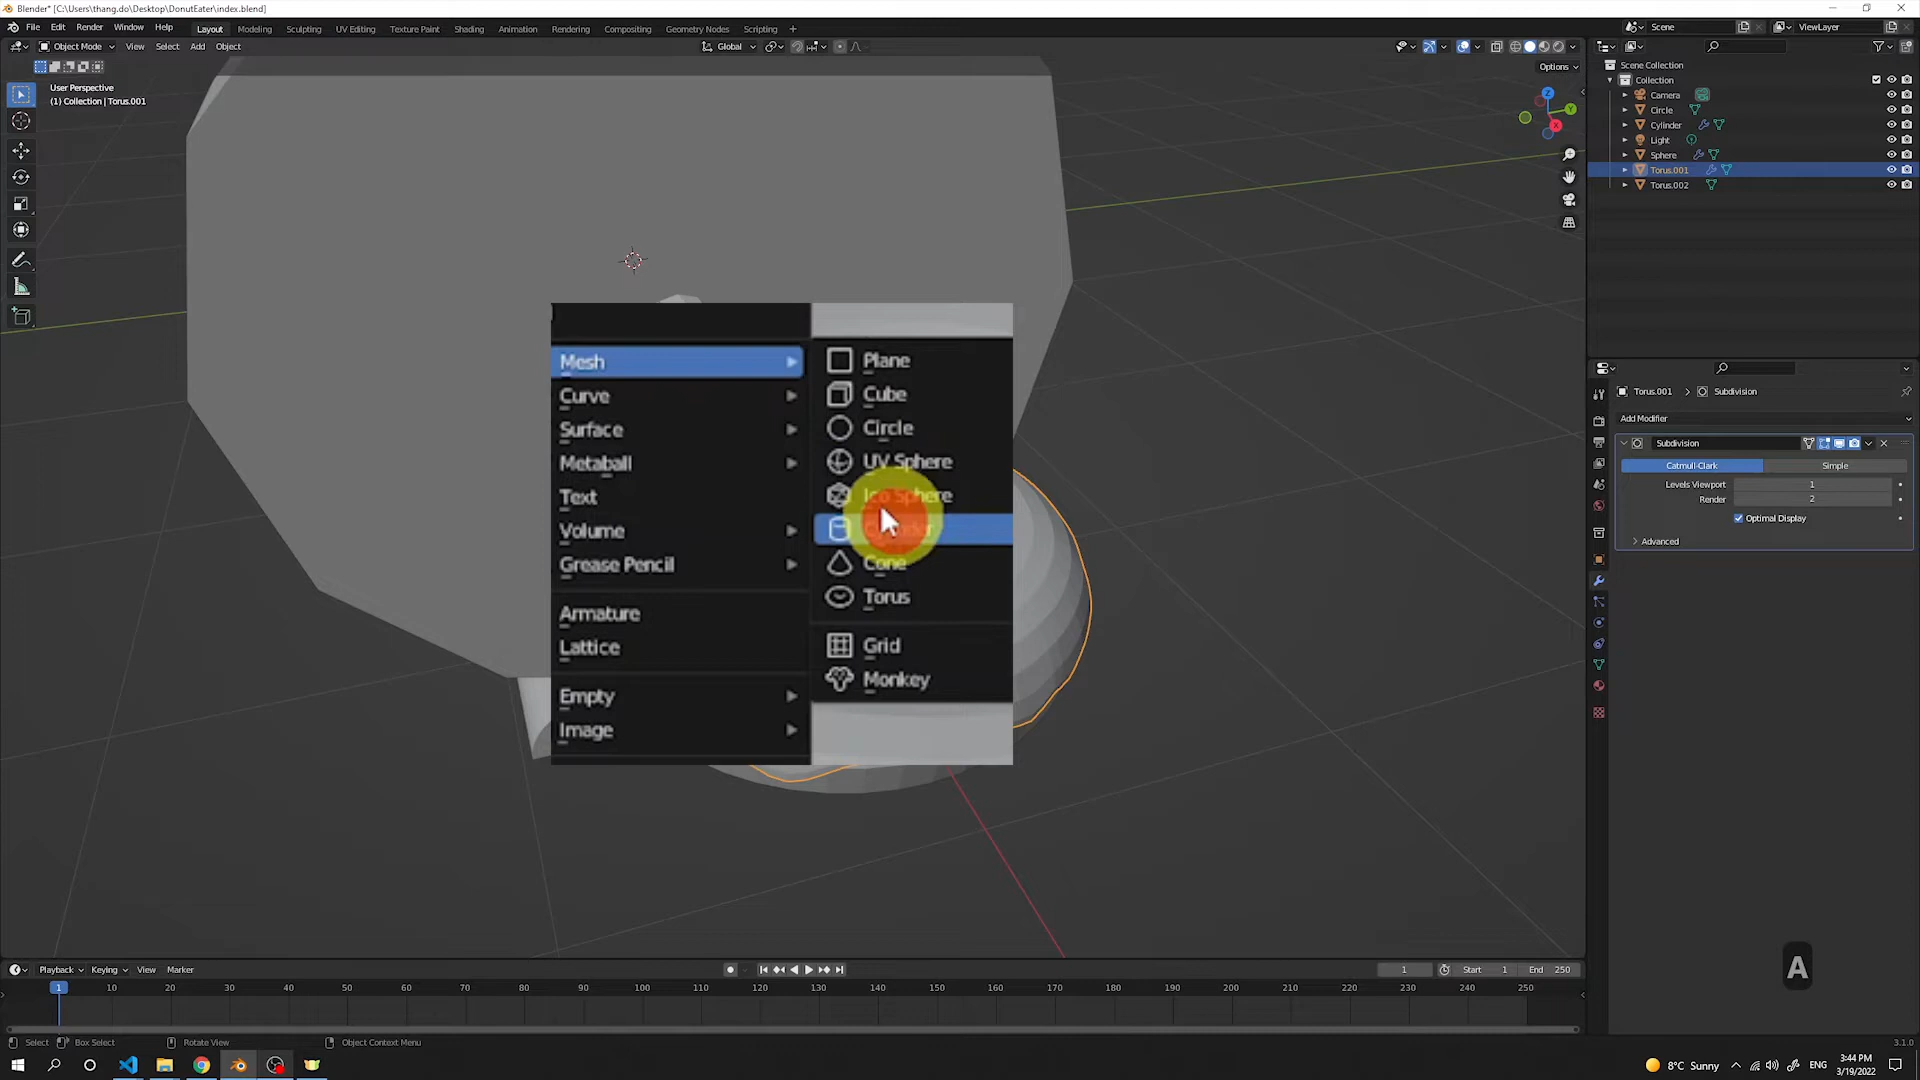 Blender* [C:\Users\thang.do\Desktop\DonutEater\index.blend]
File Edit Render Window Help Layout Modeling Sculpting UV Editing Texture Paint Shading Animation Rendering Compositing Geometry Nodes Scripting + Scene ViewLayer
Object Mode View Select Add Object Global
Options
User Perspective
(1) Collection | Torus.001
Z
Y
X
Scene Collection
Collection
Camera
Circle
Cylinder
Light
Sphere
Torus.001
Torus.002
Mesh
Curve
Surface
Metaball
Text
Volume
Grease Pencil
Armature
Lattice
Empty
Image
Plane
Cube
Circle
UV Sphere
Ico Sphere
Cone
Torus
Grid
Monkey
Torus.001 > Subdivision
Add Modifier
Subdivision
Catmull-Clark Simple
Levels Viewport 1
Render 2
Optimal Display
Advanced
A
Playback Keying View Marker 1 Start 1 End 250
1 10 20 30 40 50 60 70 80 90 100 110 120 130 140 150 160 170 180 190 200 210 220 230 240 250
Select Box Select Rotate View Object Context Menu 3.1.0
8°C Sunny ENG 3:44 PM
3/19/2022